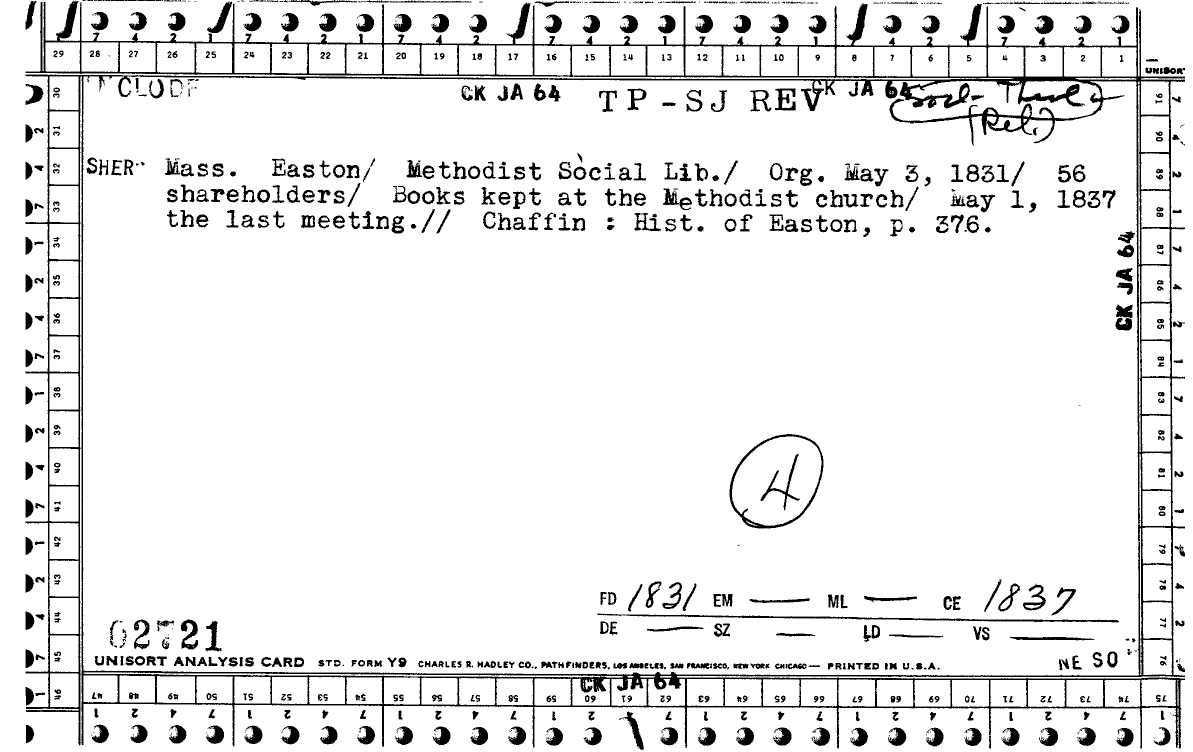 7 4 2 1 7 4 2 1 7 4 2 1 7 4 2 1 7 4 2 1 7 4 2 1 7 4 2 1
29 28 27 26 25 24 23 22 21 20 19 18 17 16 15 14 13 12 11 10 9 8 7 6 5 4 3 2 1
UNISORT
CK JA 64 TP-SJ REV CK JA 64
(Rel.)
SHER Mass. Easton/ Methodist Social Lib./ Org. May 3, 1831/ 56
shareholders/ Books kept at the Methodist church/ May 1, 1837
the last meeting.// Chaffin : Hist. of Easton, p. 376.
CK JA 64
4
FD 1831 EM — ML — CE 1837
DE — SZ — LD — VS —
02721
UNISORT ANALYSIS CARD STD. FORM Y9 CHARLES R. HADLEY CO., PATHFINDERS, LOS ANGELES, SAN FRANCISCO, NEW YORK CHICAGO — PRINTED IN U.S.A.
NE SO
CK JA 64
30 31 32 33 34 35 36 37 38 39 40 41 42 43 44 45 46
47 48 49 50 51 52 53 54 55 56 57 58 59 60 61 62 63 64 65 66 67 68 69 70 71 72 73 74 75
76 77 78 79 80 81 82 83 84 85 86 87 88 89 90 91